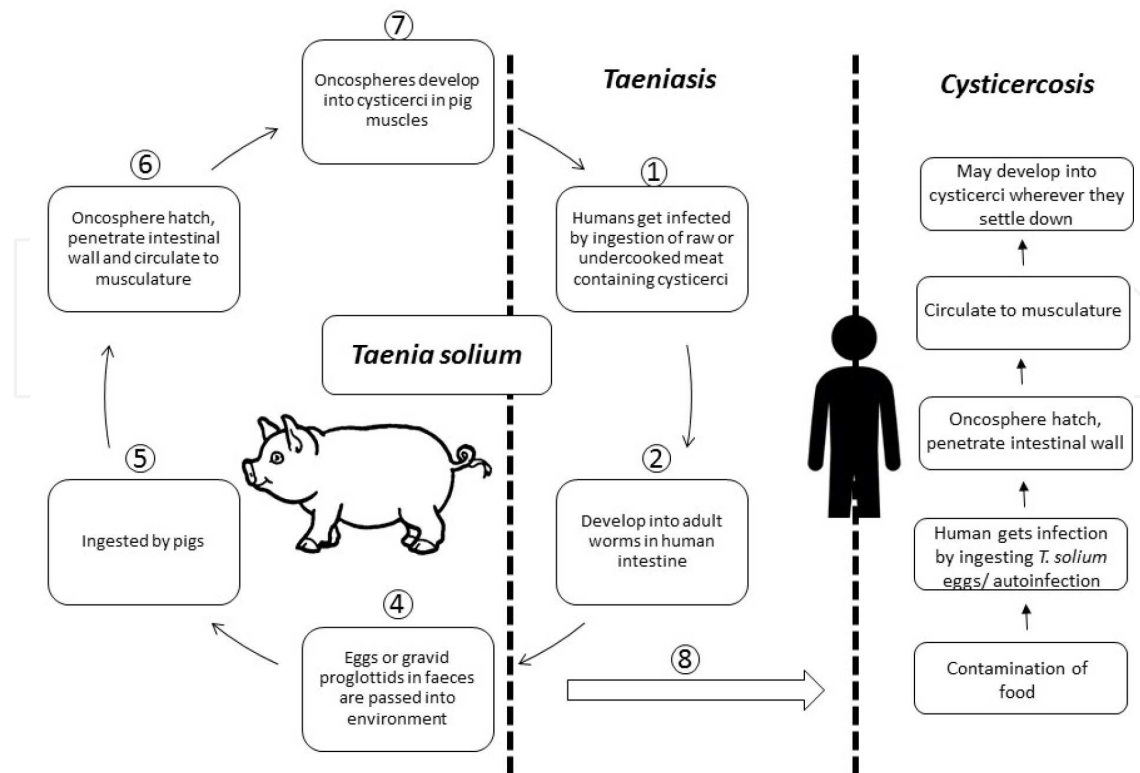 ⑦
Oncospheres develop
into cysticerci in pig
muscles
Taeniasis
Cysticercosis
⑥
Oncosphere hatch,
penetrate intestinal
wall and circulate to
musculature
①
Humans get infected
by ingestion of raw or
undercooked meat
containing cysticerci
May develop into
cysticerci wherever they
settle down
Circulate to musculature
Taenia solium
Oncosphere hatch,
penetrate intestinal wall
⑤
Ingested by pigs
②
Develop into adult
worms in human
intestine
Human gets infection
by ingesting T. solium
eggs/ autoinfection
④
Eggs or gravid
proglottids in faeces
are passed into
environment
⑧
Contamination of
food